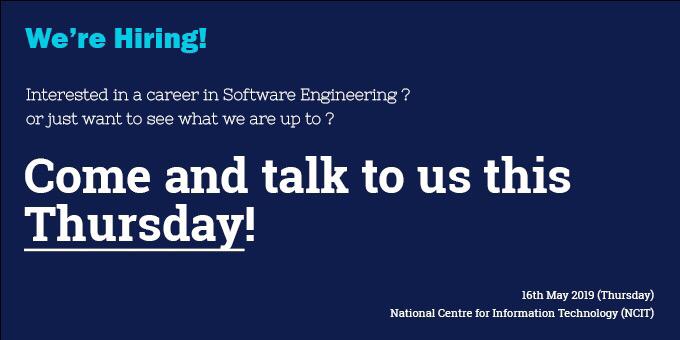 We're Hiring!
Interested in a career in Software Engineering ?
or just want to see what we are up to ?
Come and talk to us this
Thursday!
16th May 2019 (Thursday)
National Centre for Information Technology (NCIT)